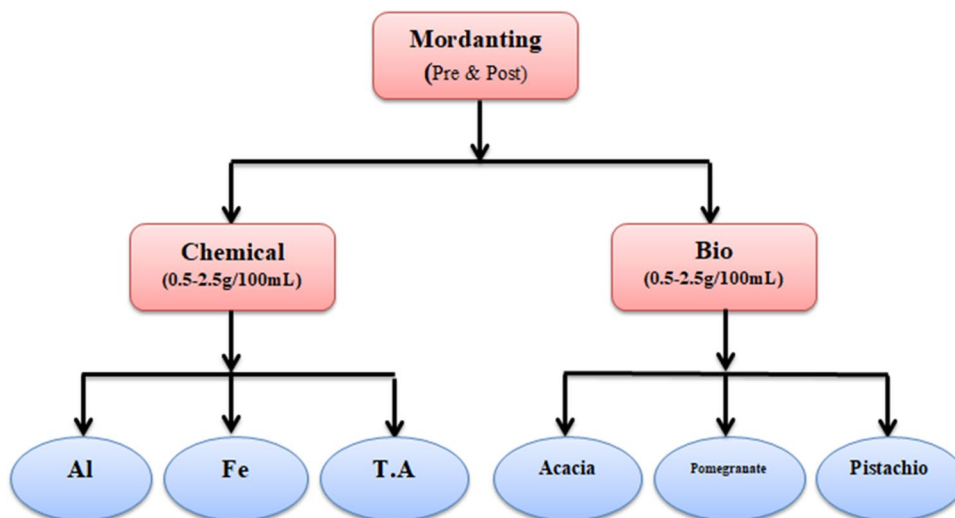 Mordanting
(Pre & Post)
Chemical
(0.5-2.5g/100mL)
Bio
(0.5-2.5g/100mL)
Al
Fe
T.A
Acacia
Pomegranate
Pistachio